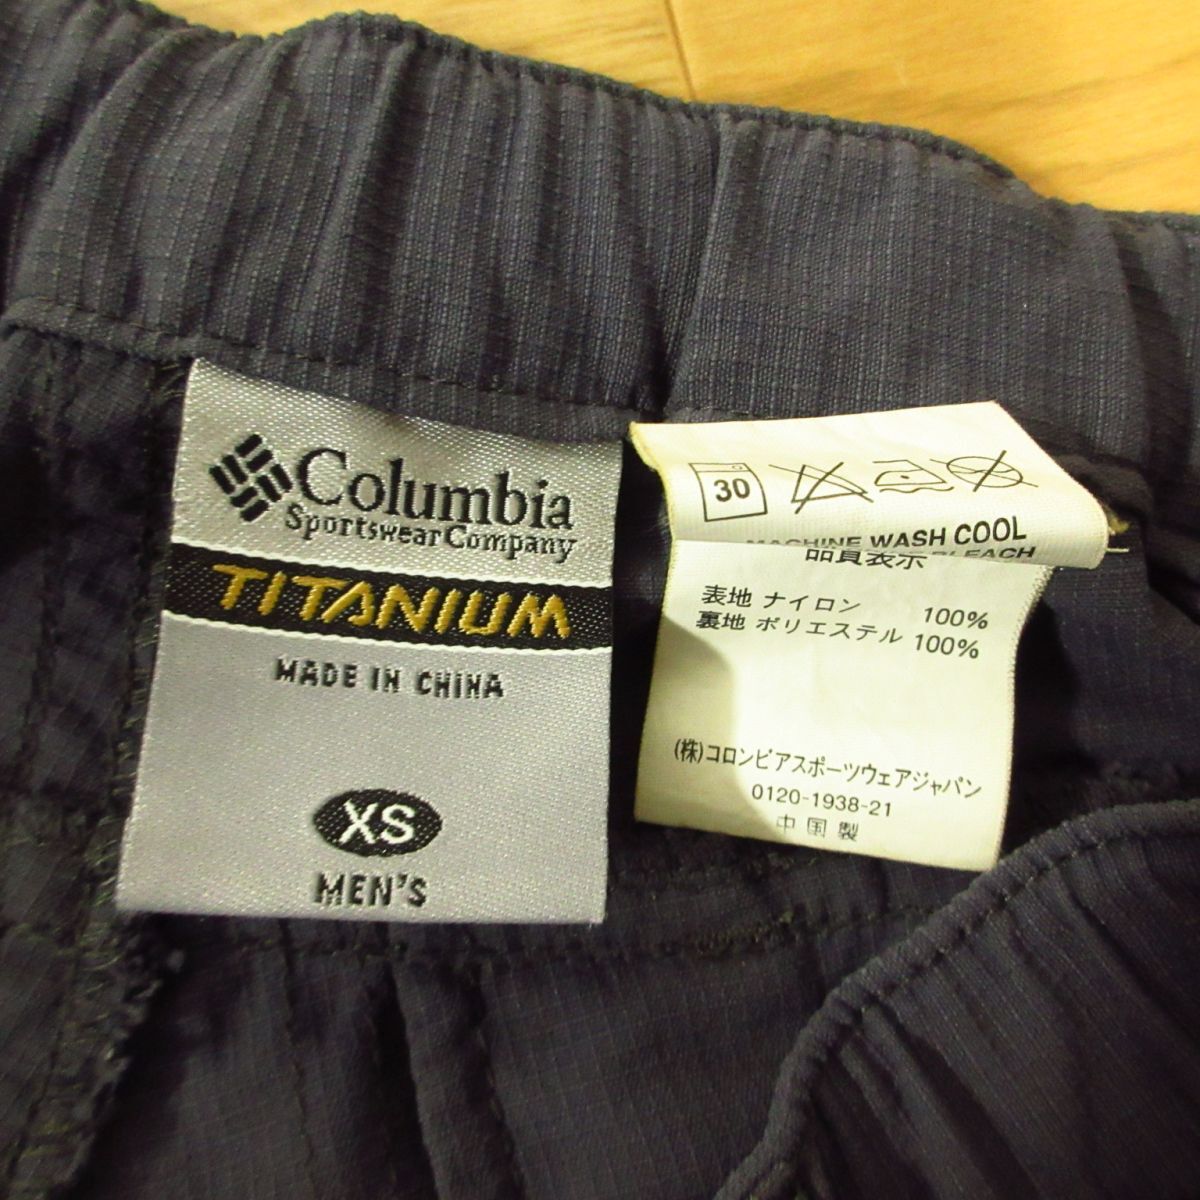 Columbia
Sportswear Company
TITANIUM
MADE IN CHINA
XS
MEN'S
30
MACHINE WASH COOL
BLEACH
品質表示
表地 ナイロン 100%
裏地 ポリエステル 100%
(株)コロンビアスポーツウェアジャパン
0120-1938-21
中国製